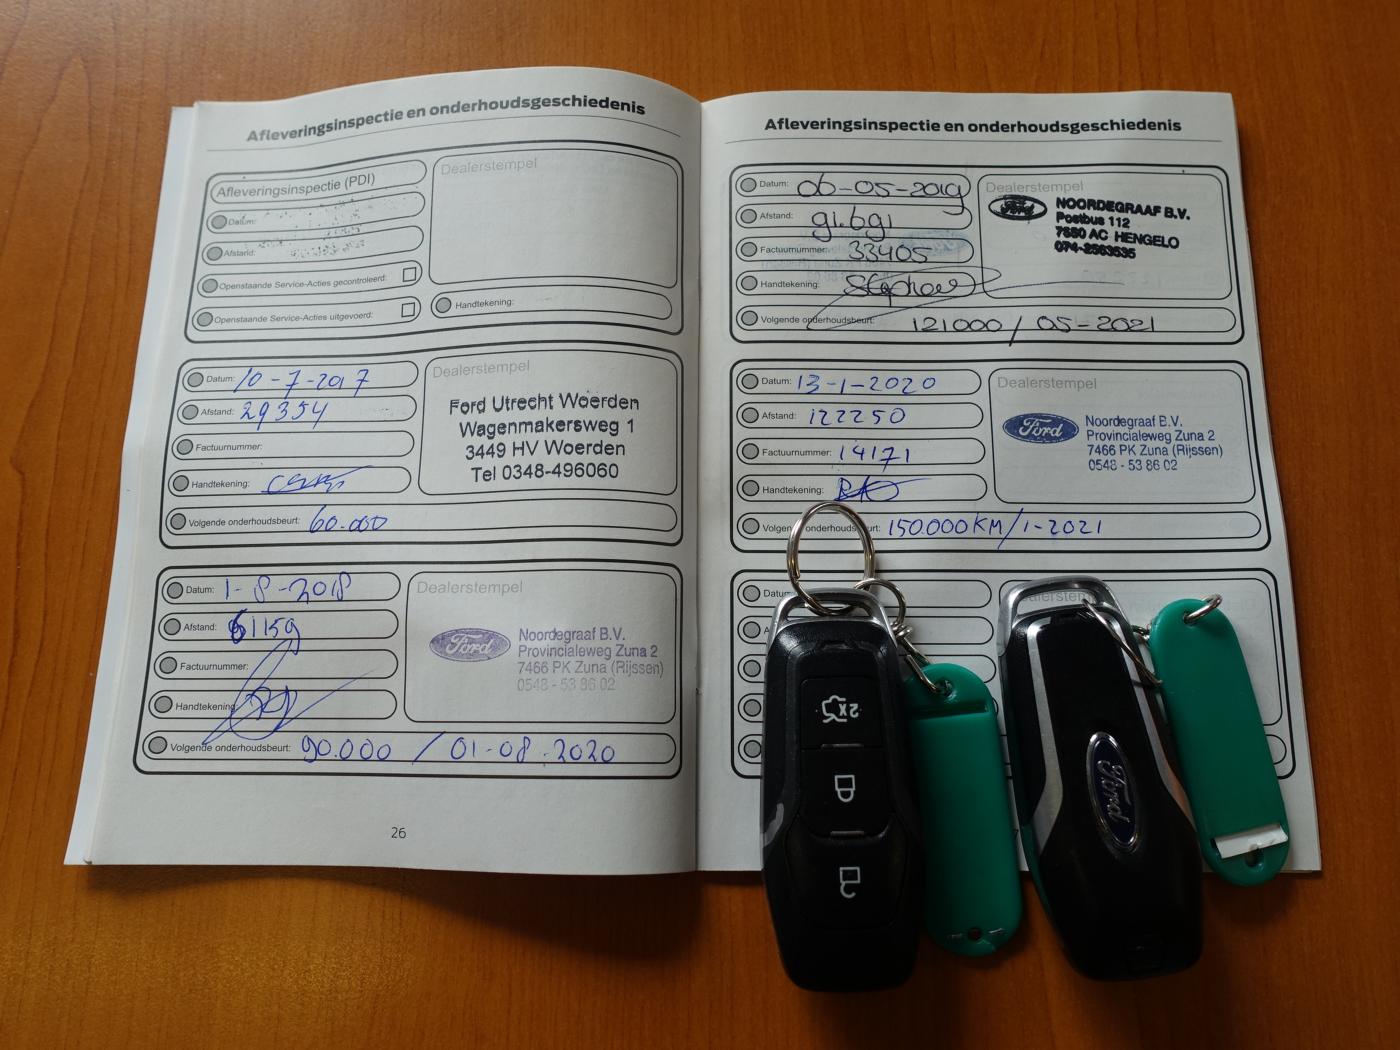 Afleveringsinspectie en onderhoudsgeschiedenis
Afleveringsinspectie (PDI)
Datum:
Afstand:
Openstaande Service-Acties gecontroleerd:
Openstaande Service-Acties uitgevoerd:
Dealerstempel
Handtekening:
Datum: 10-7-2017
Afstand: 29354
Factuurnummer:
Handtekening:
Volgende onderhoudsbeurt: 60.000
Dealerstempel
Ford Utrecht Woerden
Wagenmakersweg 1
3449 HV Woerden
Tel 0348-496060
Datum: 1-8-2018
Afstand: 61159
Factuurnummer:
Handtekening:
Volgende onderhoudsbeurt: 90.000 / 01-08-2020
Dealerstempel
Ford
Noordegraaf B.V.
Provincialeweg Zuna 2
7466 PK Zuna (Rijssen)
0548 - 53 86 02
26
Afleveringsinspectie en onderhoudsgeschiedenis
Datum: 06-05-2019
Afstand: 91.691
Factuurnummer: 33405
Handtekening:
Volgende onderhoudsbeurt: 121000 / 05-2021
Dealerstempel
Ford
NOORDEGRAAF B.V.
Postbus 112
7550 AC HENGELO
074-2563535
Datum: 13-1-2020
Afstand: 122250
Factuurnummer: 14171
Handtekening:
Volgende onderhoudsbeurt: 150.000KM/1-2021
Dealerstempel
Ford
Noordegraaf B.V.
Provincialeweg Zuna 2
7466 PK Zuna (Rijssen)
0548 - 53 86 02
Dealerstempel
2x
Ford